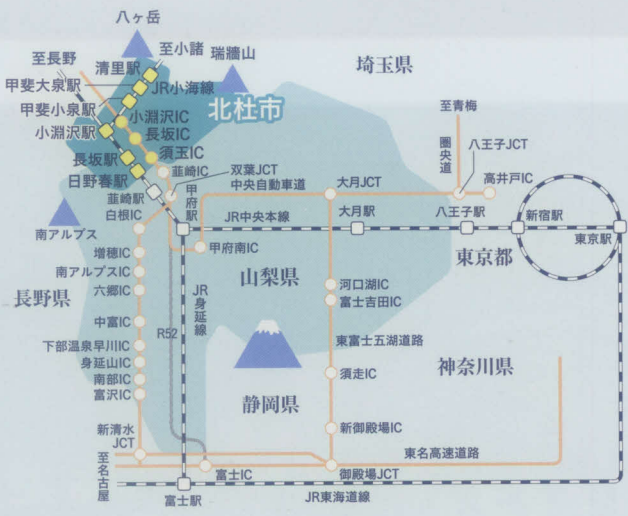 八ヶ岳
至長野
至小諸
瑞牆山
埼玉県
清里駅
甲斐大泉駅
JR小海線
甲斐小泉駅
北杜市
小淵沢IC
小淵沢駅
長坂IC
須玉IC
長坂駅
日野春駅
韮崎IC
双葉JCT
中央自動車道
韮崎駅
甲府駅
白根IC
南アルプス
至青梅
圏央道
八王子JCT
高井戸IC
大月JCT
JR中央本線
大月駅
八王子駅
新宿駅
東京駅
甲府南IC
増穂IC
南アルプスIC
六郷IC
長野県
山梨県
東京都
河口湖IC
富士吉田IC
JR身延線
R52
中富IC
下部温泉早川IC
身延山IC
南部IC
富沢IC
東富士五湖道路
須走IC
神奈川県
静岡県
新御殿場IC
新清水
JCT
東名高速道路
至名古屋
富士IC
御殿場JCT
富士駅
JR東海道線